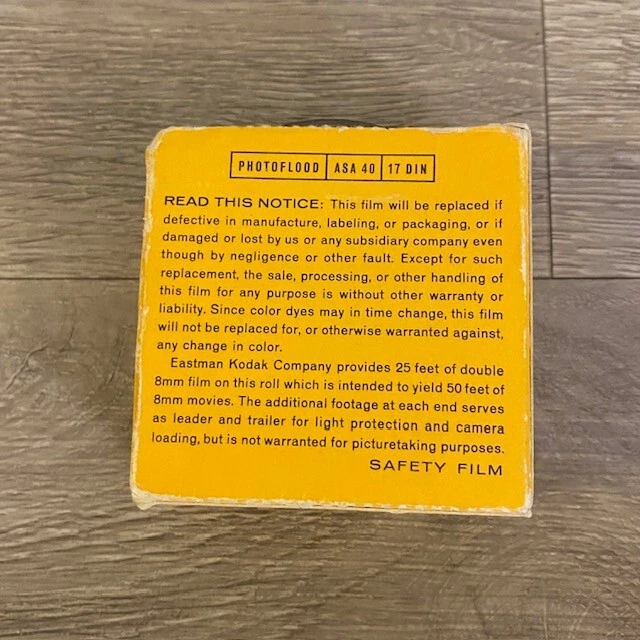 PHOTOFLOOD ASA 40 17 DIN
READ THIS NOTICE: This film will be replaced if
defective in manufacture, labeling, or packaging, or if
damaged or lost by us or any subsidiary company even
though by negligence or other fault. Except for such
replacement, the sale, processing, or other handling of
this film for any purpose is without other warranty or
liability. Since color dyes may in time change, this film
will not be replaced for, or otherwise warranted against,
any change in color.
Eastman Kodak Company provides 25 feet of double
8mm film on this roll which is intended to yield 50 feet of
8mm movies. The additional footage at each end serves
as leader and trailer for light protection and camera
loading, but is not warranted for picturetaking purposes.
SAFETY FILM